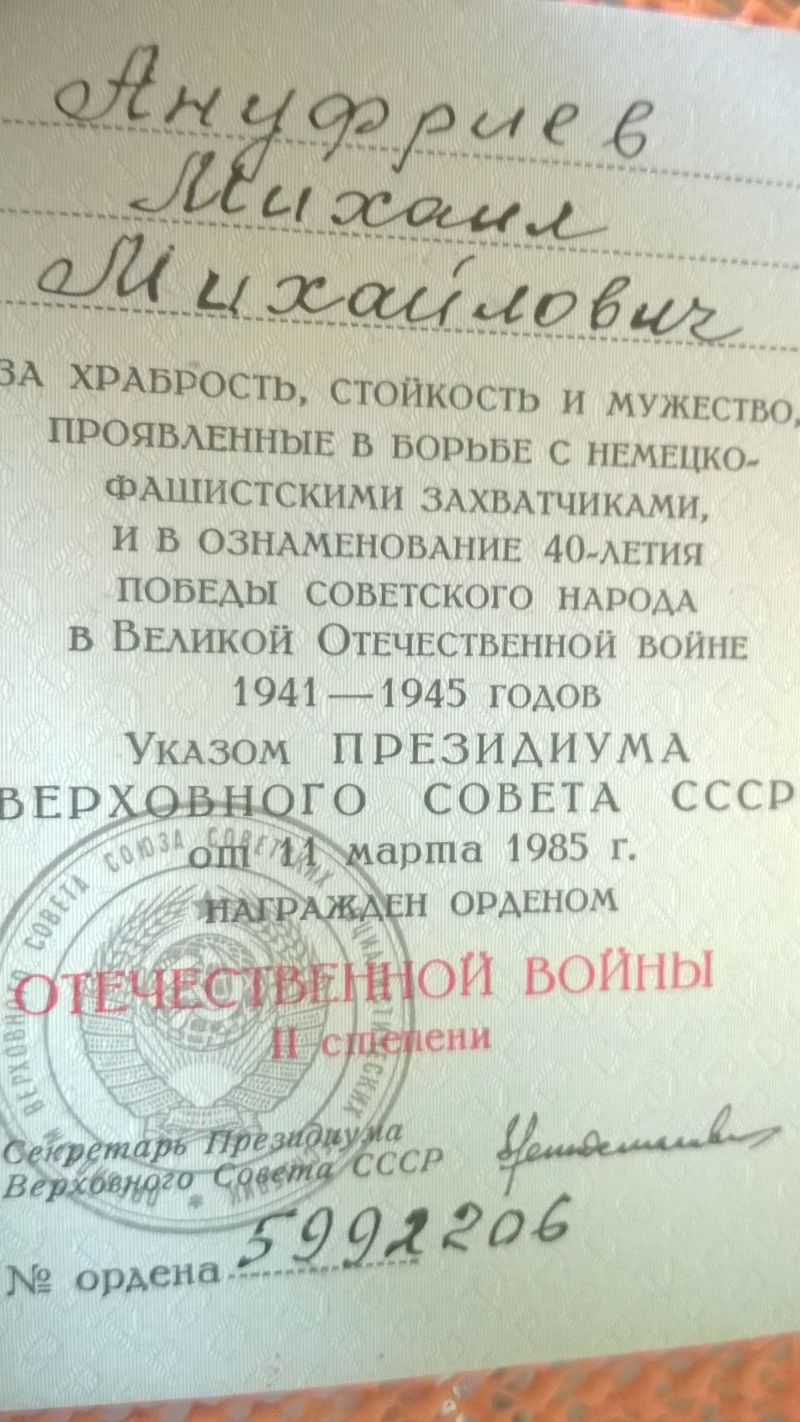 Ануфриев
Михаил
Михайлович
ЗА ХРАБРОСТЬ, СТОЙКОСТЬ И МУЖЕСТВО,
ПРОЯВЛЕННЫЕ В БОРЬБЕ С НЕМЕЦКО-
ФАШИСТСКИМИ ЗАХВАТЧИКАМИ,
И В ОЗНАМЕНОВАНИЕ 40-ЛЕТИЯ
ПОБЕДЫ СОВЕТСКОГО НАРОДА
В ВЕЛИКОЙ ОТЕЧЕСТВЕННОЙ ВОЙНЕ
1941—1945 ГОДОВ
УКАЗОМ ПРЕЗИДИУМА
ВЕРХОВНОГО СОВЕТА СССР
от 11 марта 1985 г.
НАГРАЖДЕН ОРДЕНОМ
ОТЕЧЕСТВЕННОЙ ВОЙНЫ
II степени
Секретарь Президиума
Верховного Совета СССР
№ ордена 5992206